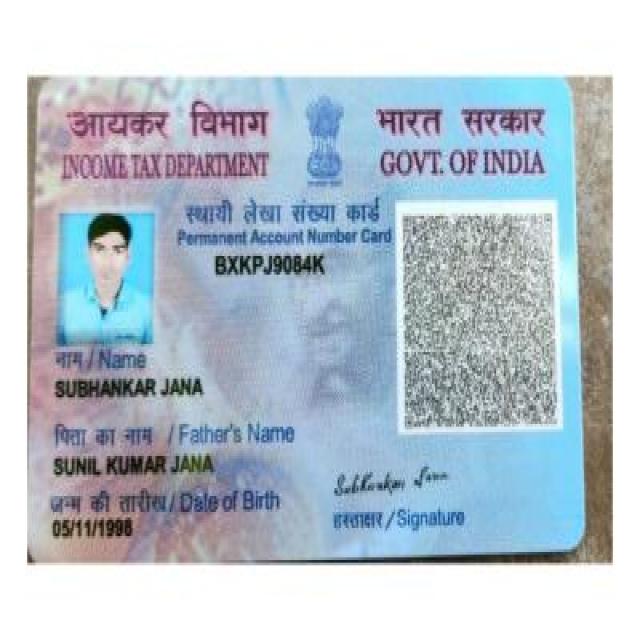 आयकर विभाग
INCOME TAX DEPARTMENT
भारत सरकार
GOVT. OF INDIA
स्थायी लेखा संख्या कार्ड
Permanent Account Number Card
BXKPJ9084K
नाम / Name
SUBHANKAR JANA
पिता का नाम / Father's Name
SUNIL KUMAR JANA
जन्म की तारीख / Date of Birth
05/11/1998
Subhankar Jana
हस्ताक्षर / Signature